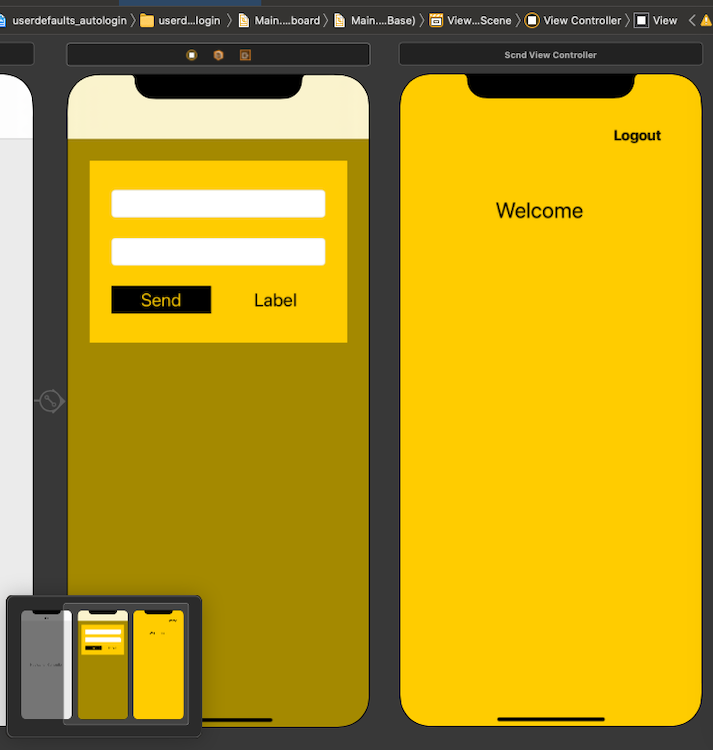 userdefaults_autologin userd...login Main....board Main....Base) View...Scene View Controller View
Scnd View Controller
Logout
Welcome
Send Label